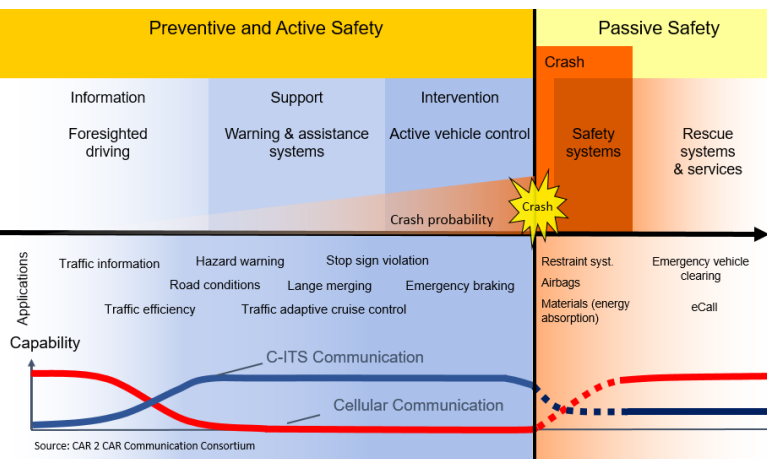 Preventive and Active Safety
Passive Safety
Crash
Information
Support
Intervention
Foresighted
driving
Warning & assistance
systems
Active vehicle control
Safety
systems
Rescue
systems
& services
Crash
Crash probability
Applications
Traffic information
Hazard warning
Stop sign violation
Road conditions
Lange merging
Emergency braking
Traffic efficiency
Traffic adaptive cruise control
Restraint syst.
Airbags
Materials (energy
absorption)
Emergency vehicle
clearing
eCall
Capability
C-ITS Communication
Cellular Communication
Source: CAR 2 CAR Communication Consortium